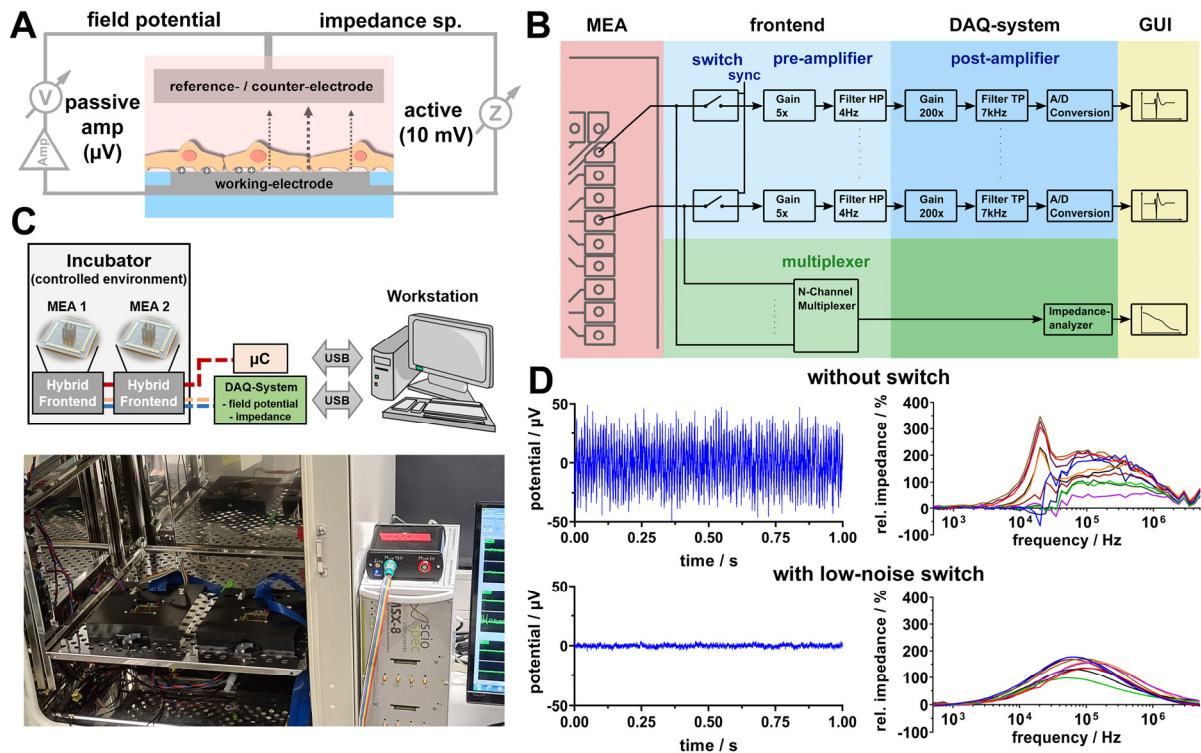 A
field potential
impedance sp.
reference- / counter-electrode
V
passive
amp
(µV)
Amp
active
(10 mV)
Z
working-electrode
B
MEA
frontend
DAQ-system
GUI
switch
sync
pre-amplifier
post-amplifier
Gain
5x
Filter HP
4Hz
Gain
200x
Filter TP
7kHz
A/D
Conversion
Gain
5x
Filter HP
4Hz
Gain
200x
Filter TP
7kHz
A/D
Conversion
multiplexer
N-Channel
Multiplexer
Impedance-
analyzer
C
Incubator
(controlled environment)
MEA 1
MEA 2
Hybrid
Frontend
Hybrid
Frontend
µC
DAQ-System
- field potential
- impedance
USB
USB
Workstation
scio
spec
D
without switch
potential / µV
50
0
-50
0.00
0.25
0.50
0.75
1.00
time / s
rel. impedance / %
400
300
200
100
0
-100
10³
10⁴
10⁵
10⁶
frequency / Hz
with low-noise switch
potential / µV
50
0
-50
0.00
0.25
0.50
0.75
1.00
time / s
rel. impedance / %
400
300
200
100
0
-100
10³
10⁴
10⁵
10⁶
frequency / Hz